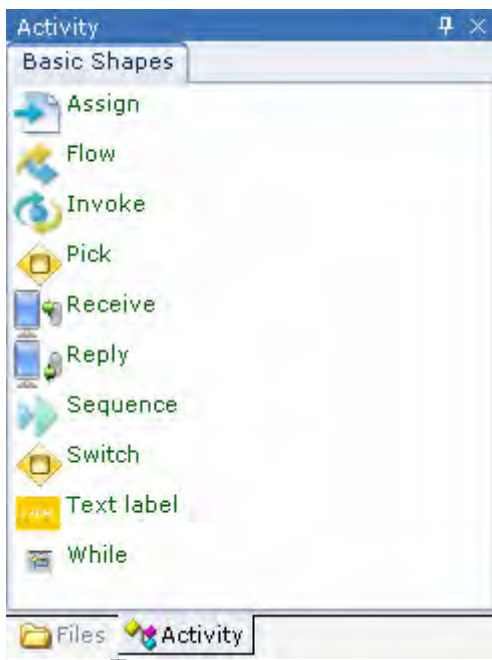 Activity
Basic Shapes
Assign
Flow
Invoke
Pick
Receive
Reply
Sequence
Switch
Text label
While
Files Activity